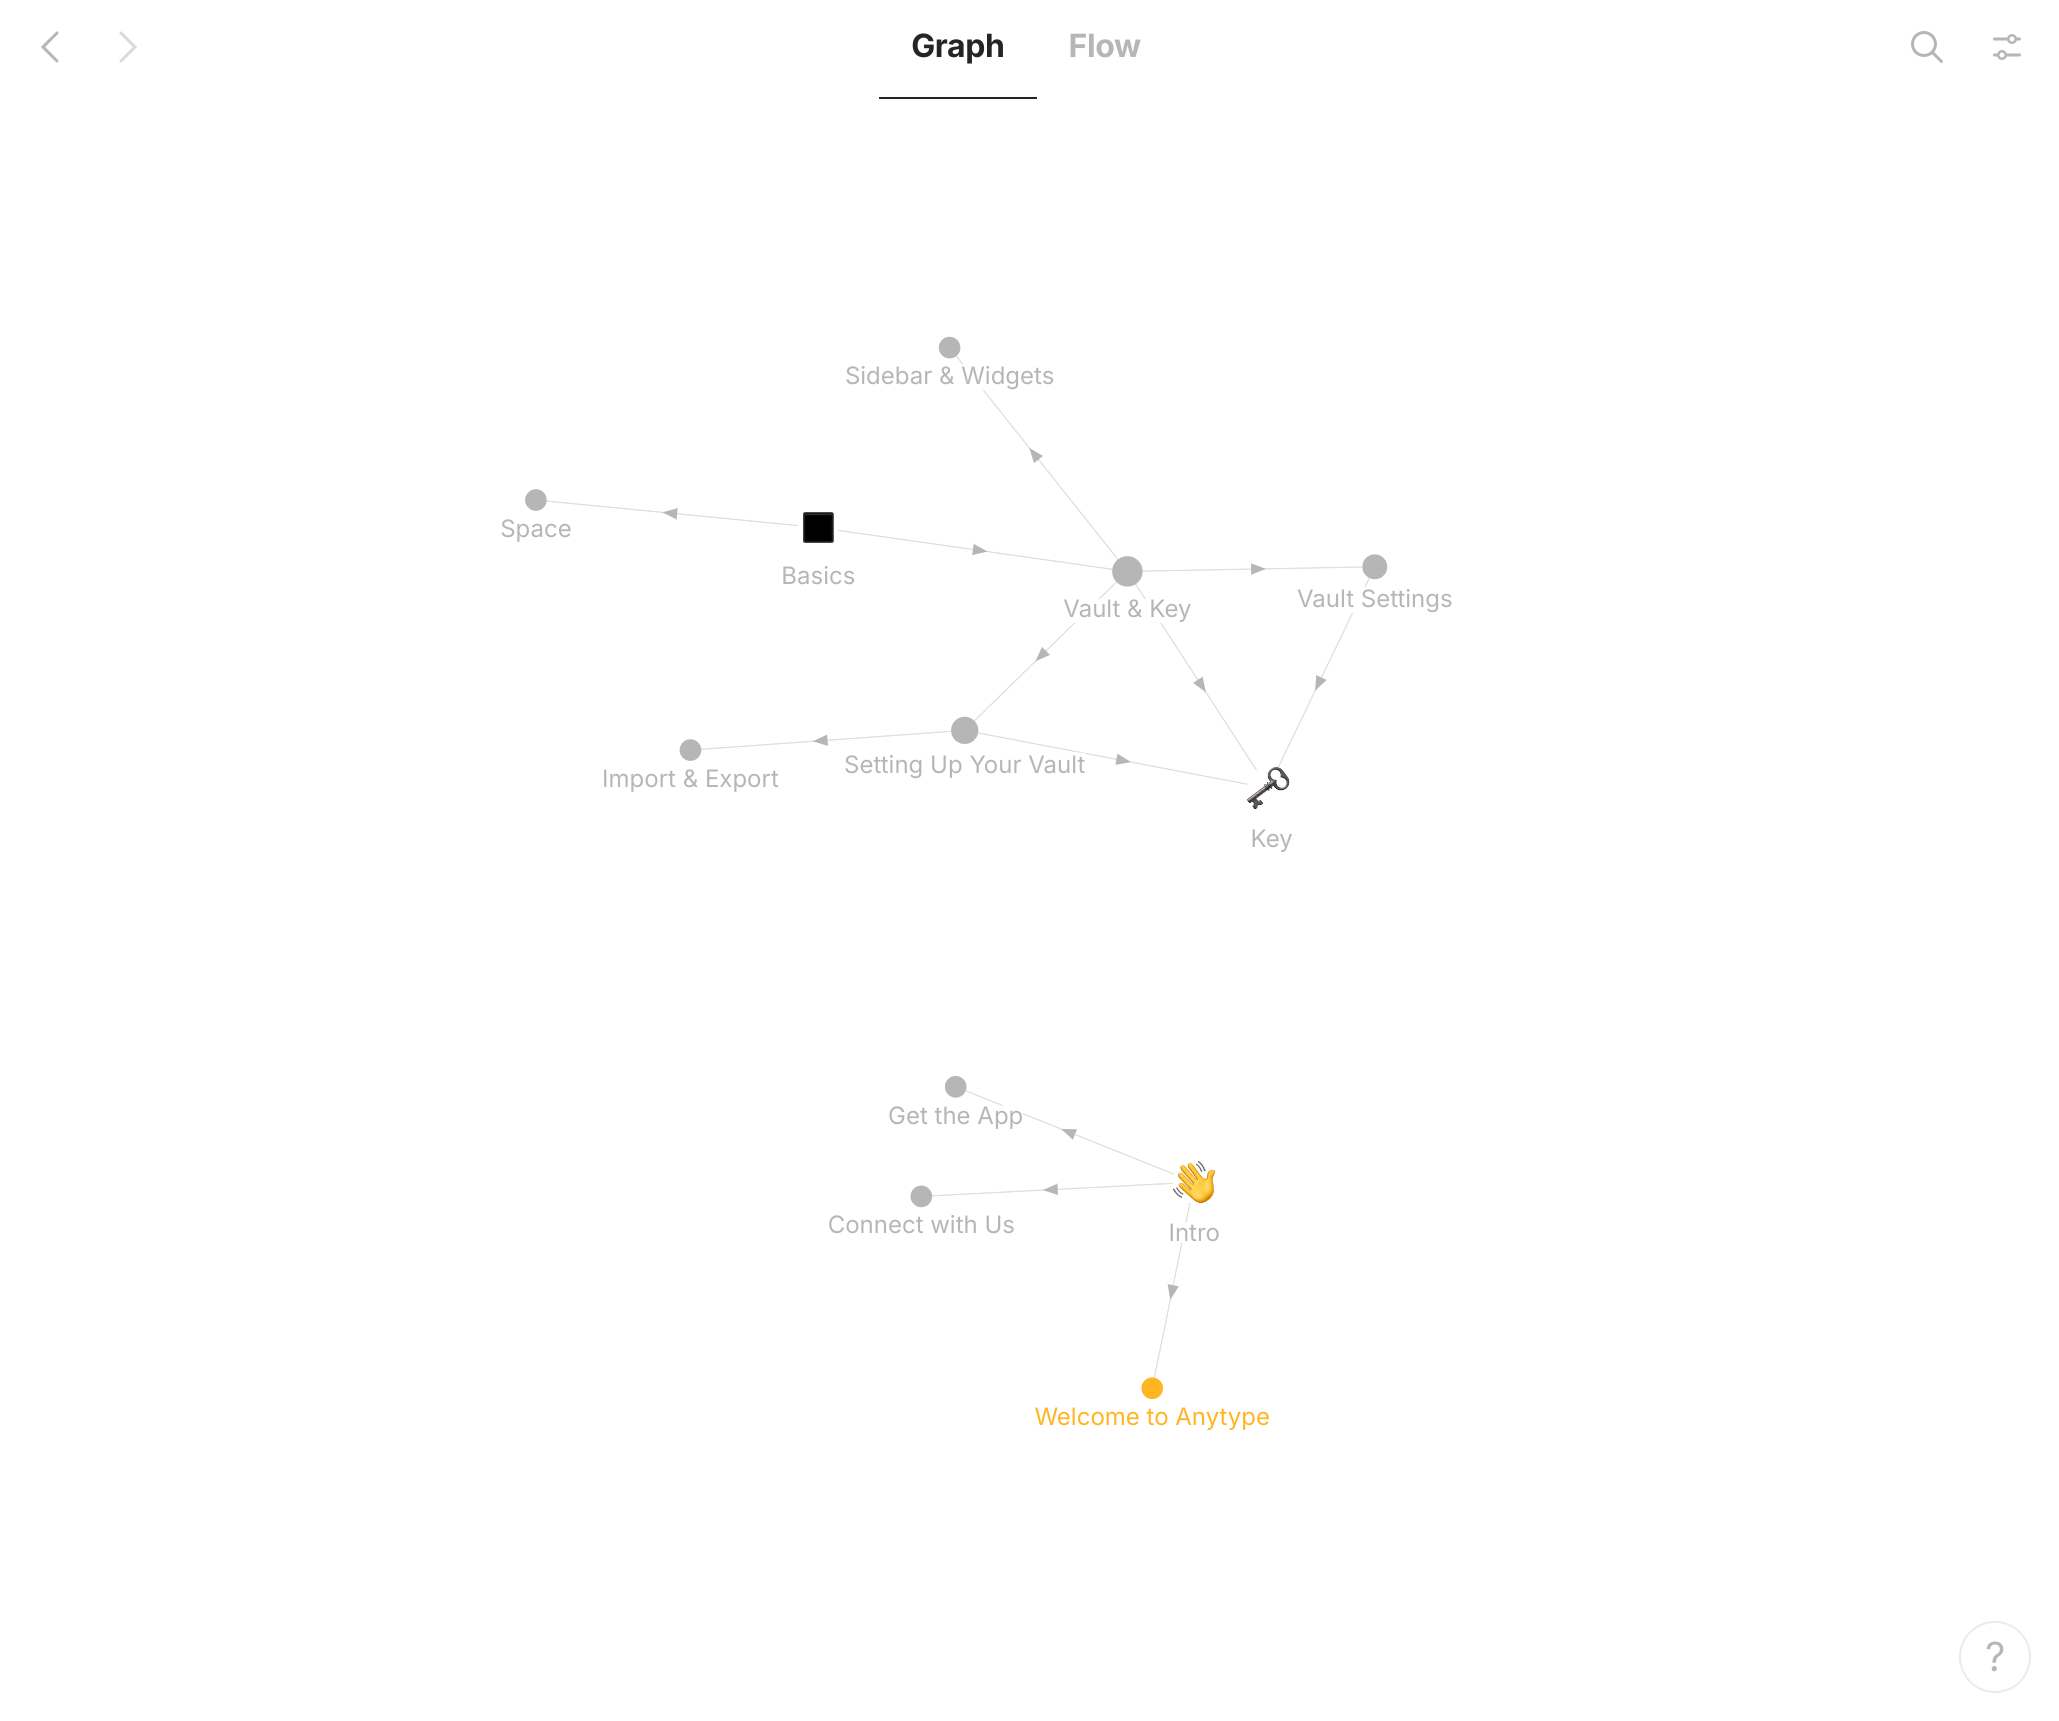 Graph
Flow
Sidebar & Widgets
Space
Basics
Vault & Key
Vault Settings
Import & Export
Setting Up Your Vault
Key
Get the App
Connect with Us
Intro
Welcome to Anytype
?